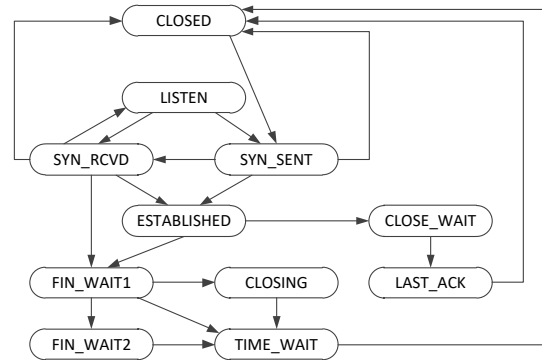 CLOSED
LISTEN
SYN_RCVD
SYN_SENT
ESTABLISHED
CLOSE_WAIT
FIN_WAIT1
CLOSING
LAST_ACK
FIN_WAIT2
TIME_WAIT